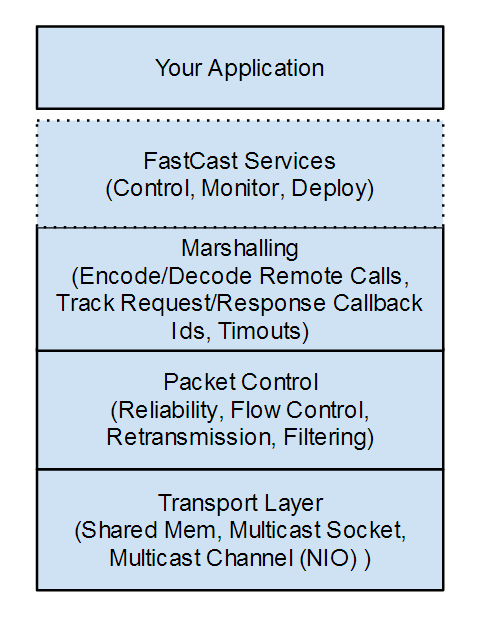 Your Application
FastCast Services
(Control, Monitor, Deploy)
Marshalling
(Encode/Decode Remote Calls,
Track Request/Response Callback
Ids, Timouts)
Packet Control
(Reliability, Flow Control,
Retransmission, Filtering)
Transport Layer
(Shared Mem, Multicast Socket,
Multicast Channel (NIO) )